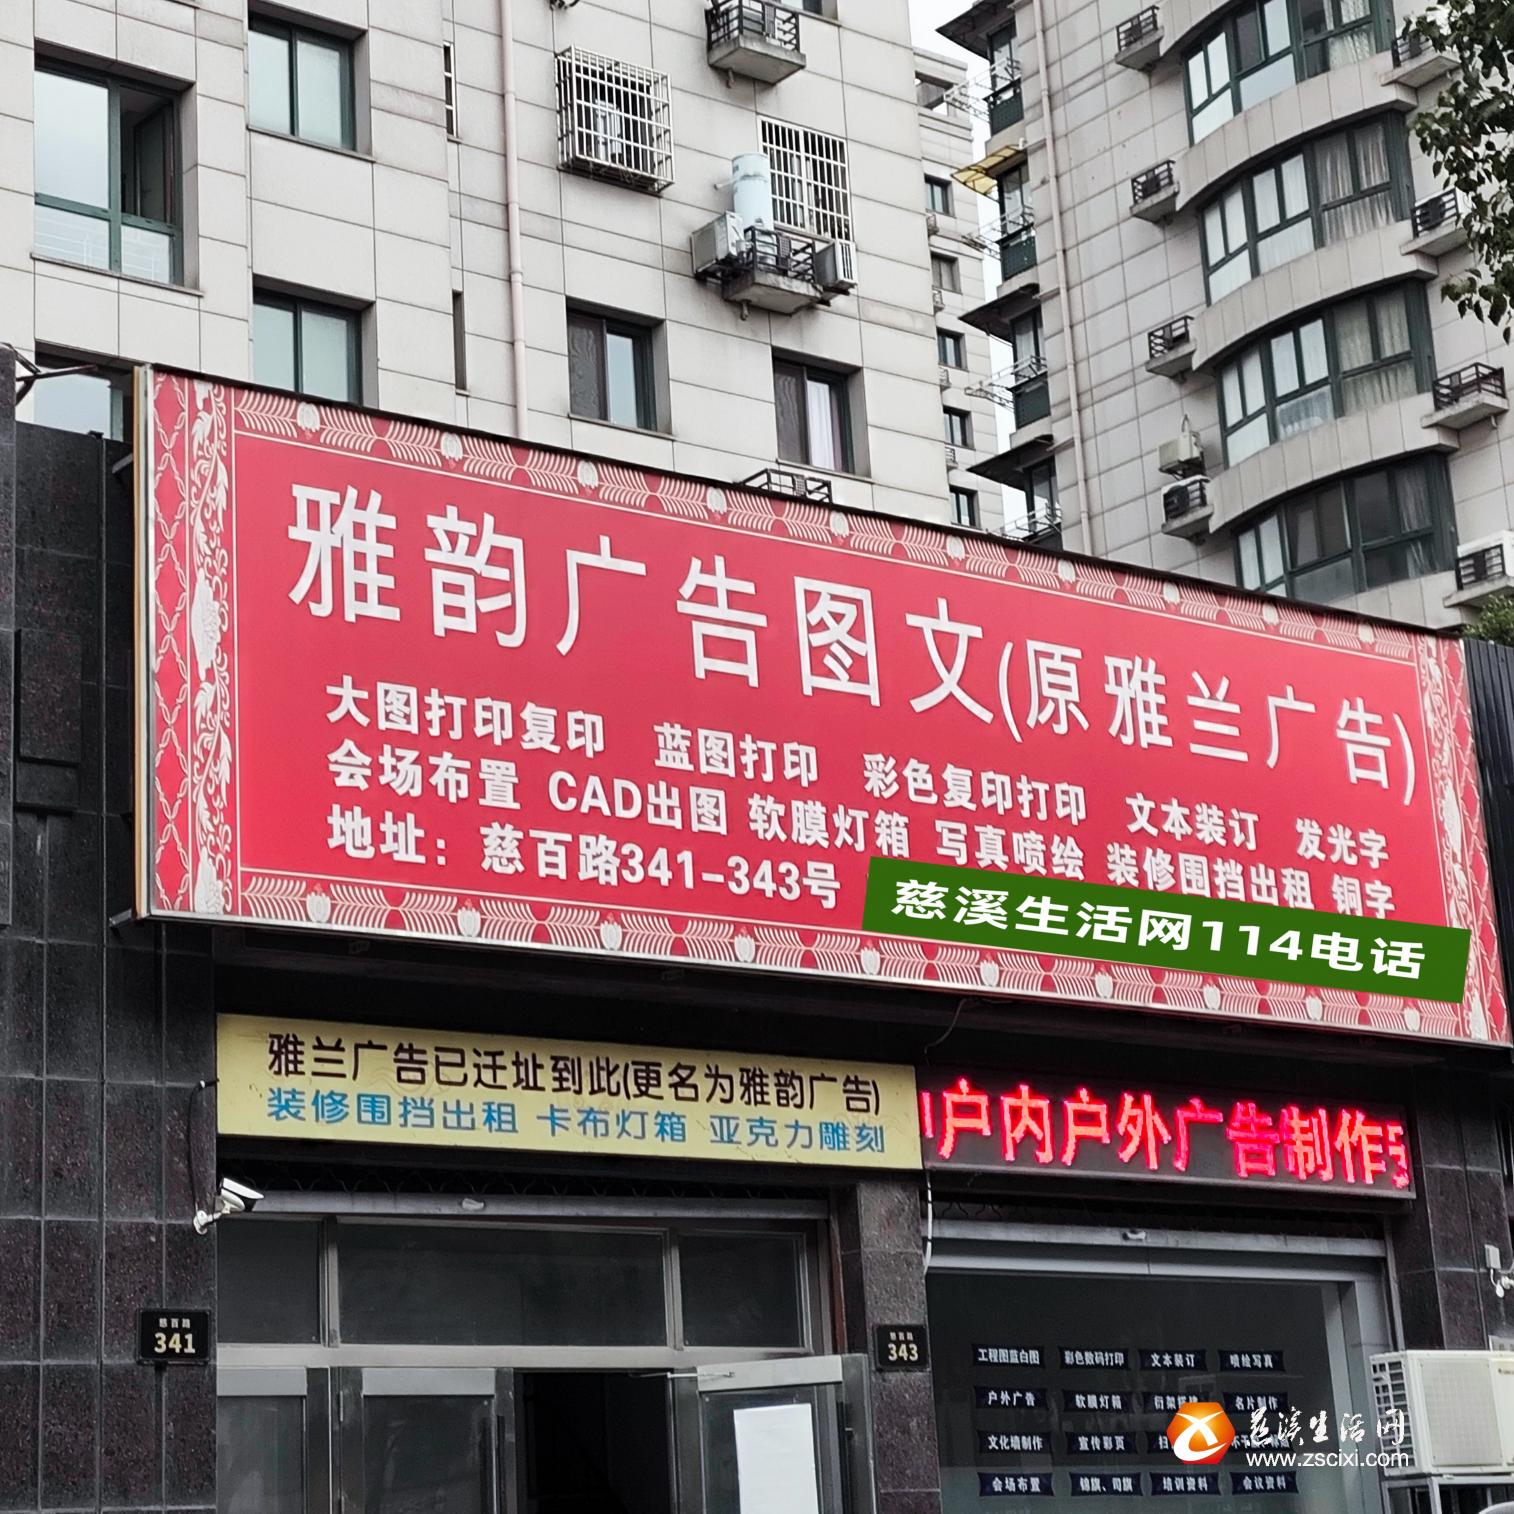 雅韵广告图文(原雅兰广告)
大图打印复印 蓝图打印 彩色复印打印 文本装订 发光字
会场布置 CAD出图 软膜灯箱 写真喷绘 装修围挡出租 铜字
地址：慈百路341-343号
慈溪生活网114电话
雅兰广告已迁址到此(更名为雅韵广告)
装修围挡出租 卡布灯箱 亚克力雕刻
户内户外广告制作
慈百路
341
慈百路
343
工程图蓝白图 彩色数码打印 文本装订 喷绘写真
户外广告 软膜灯箱 名片制作
文化墙制作 宣传彩页
会场布置 锦旗、司旗 培训资料 会议资料
慈溪生活网
www.zscixi.com